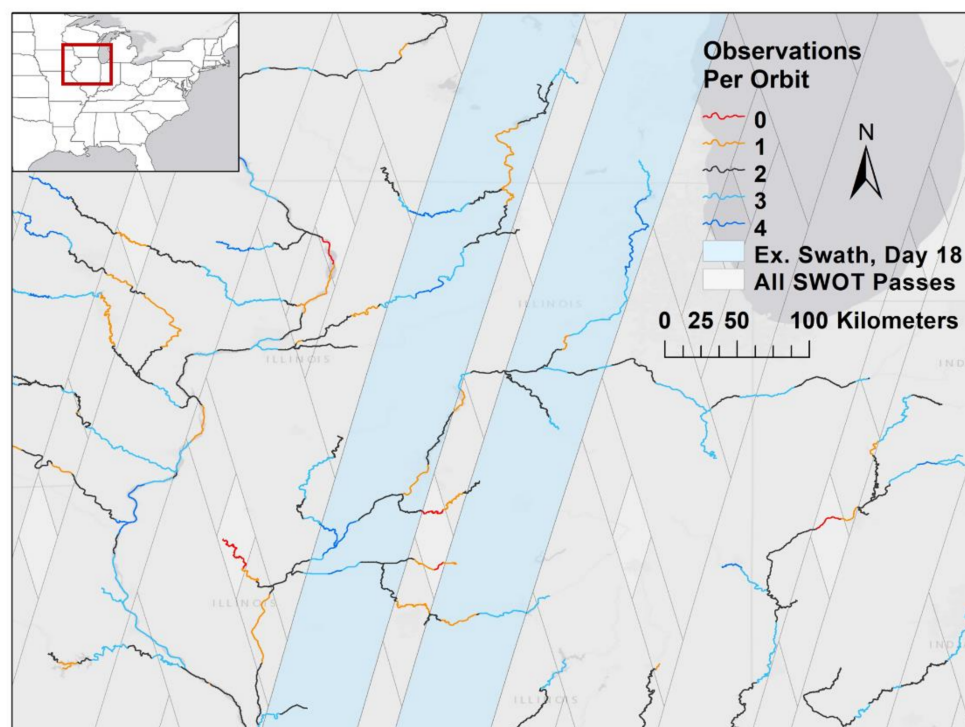 Observations
Per Orbit
0
1
N
2
3
4
Ex. Swath, Day 18
All SWOT Passes
0 25 50 100 Kilometers
ILLINOIS
ILLINOIS
IND
ILLINOIS
IND
ILLINOIS